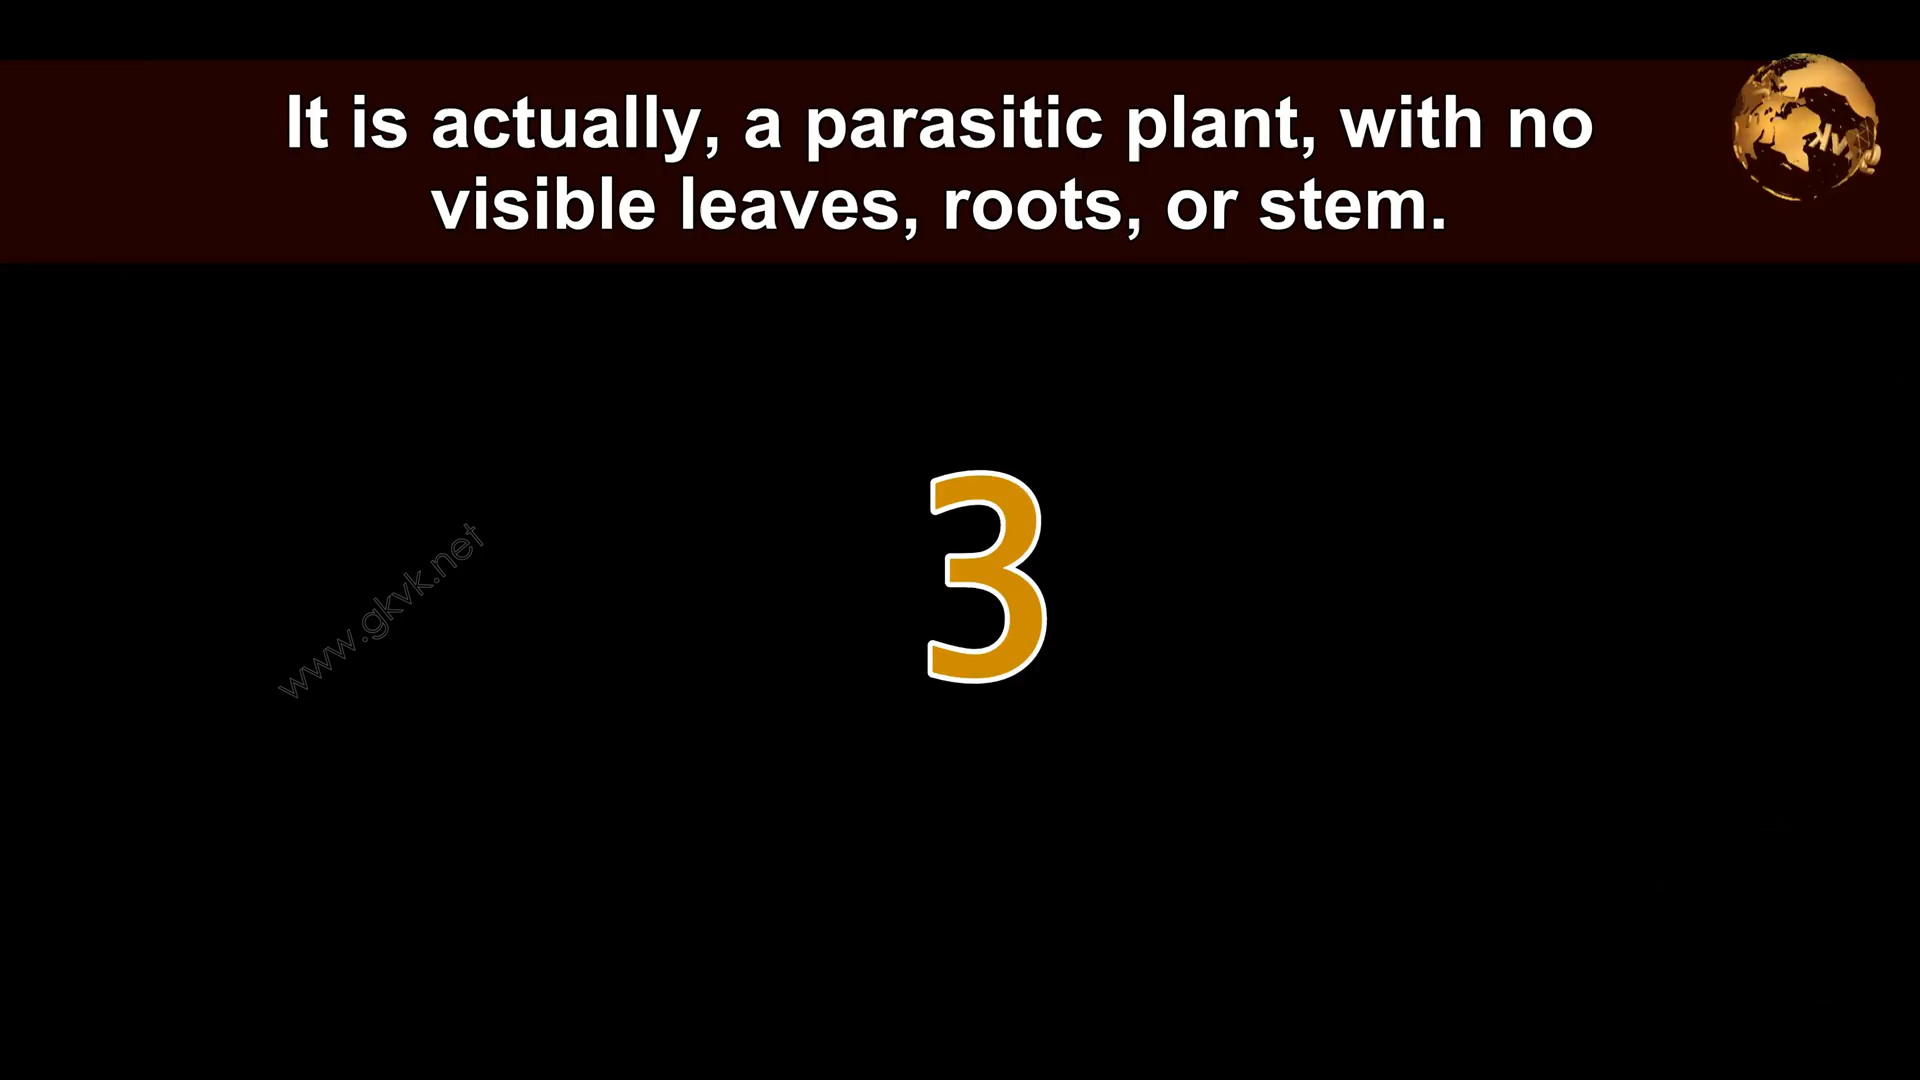 It is actually, a parasitic plant, with no
visible leaves, roots, or stem.
3
www.gkvk.net